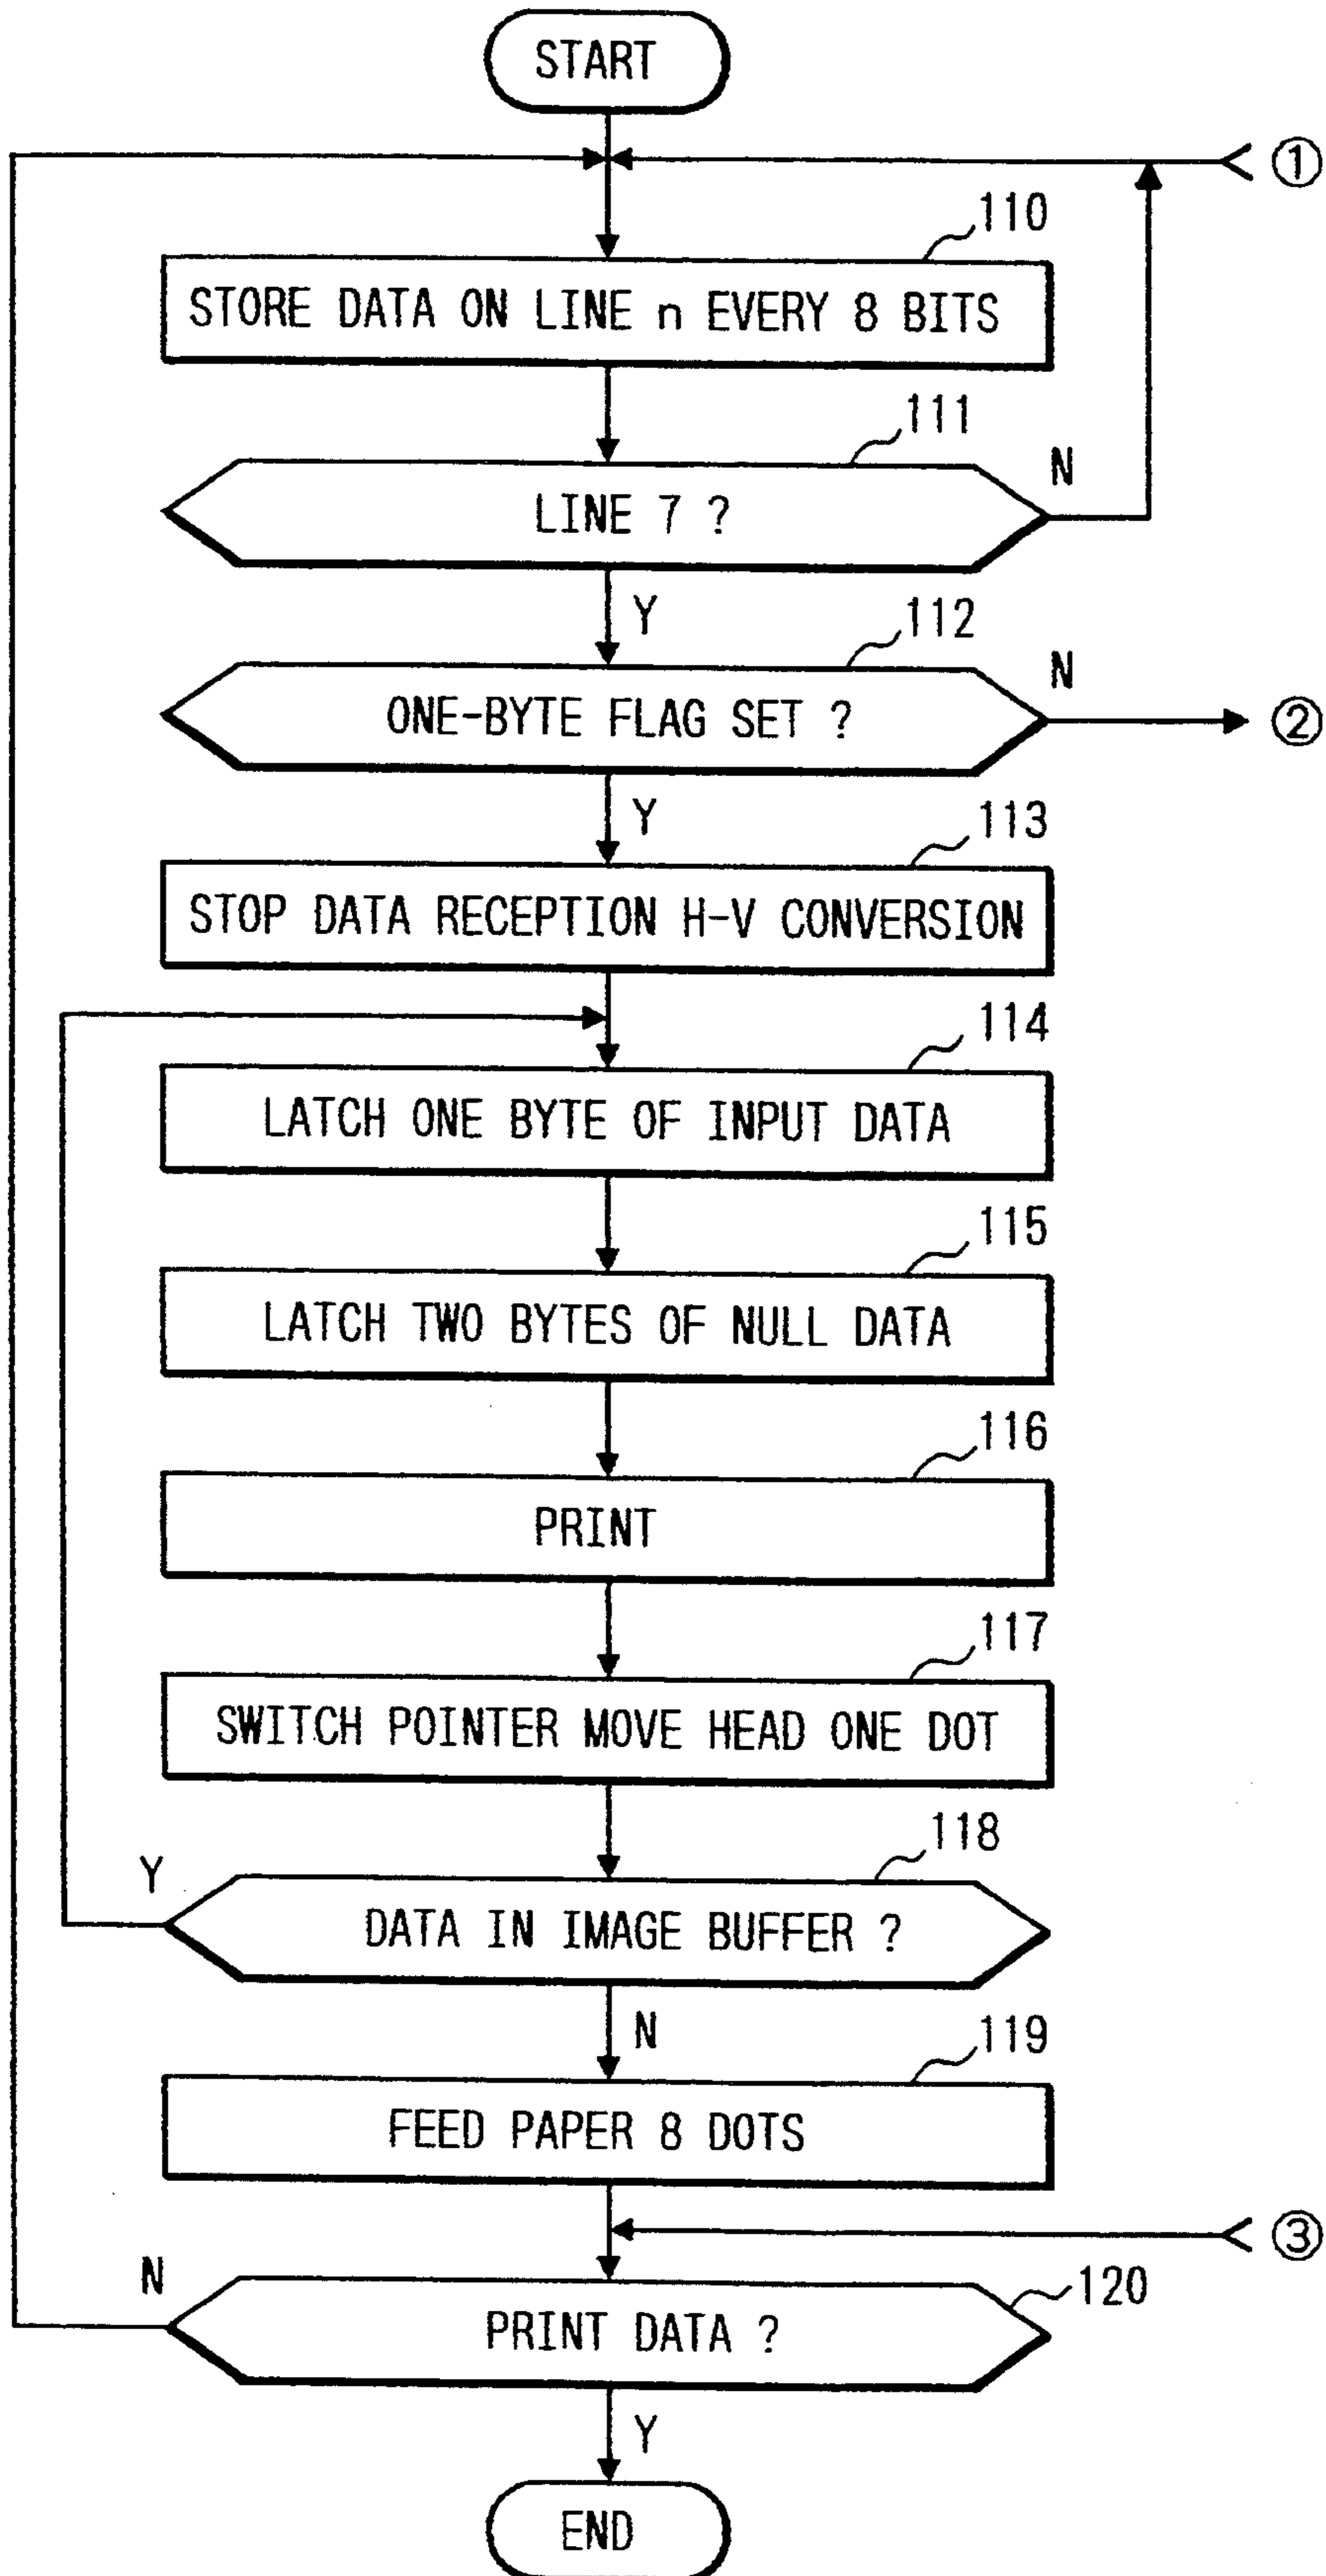 START
①
110
STORE DATA ON LINE n EVERY 8 BITS
111
LINE 7 ?
N
Y
112
ONE-BYTE FLAG SET ?
N
②
Y
113
STOP DATA RECEPTION H-V CONVERSION
114
LATCH ONE BYTE OF INPUT DATA
115
LATCH TWO BYTES OF NULL DATA
116
PRINT
117
SWITCH POINTER MOVE HEAD ONE DOT
118
Y
DATA IN IMAGE BUFFER ?
N
119
FEED PAPER 8 DOTS
③
N
120
PRINT DATA ?
Y
END